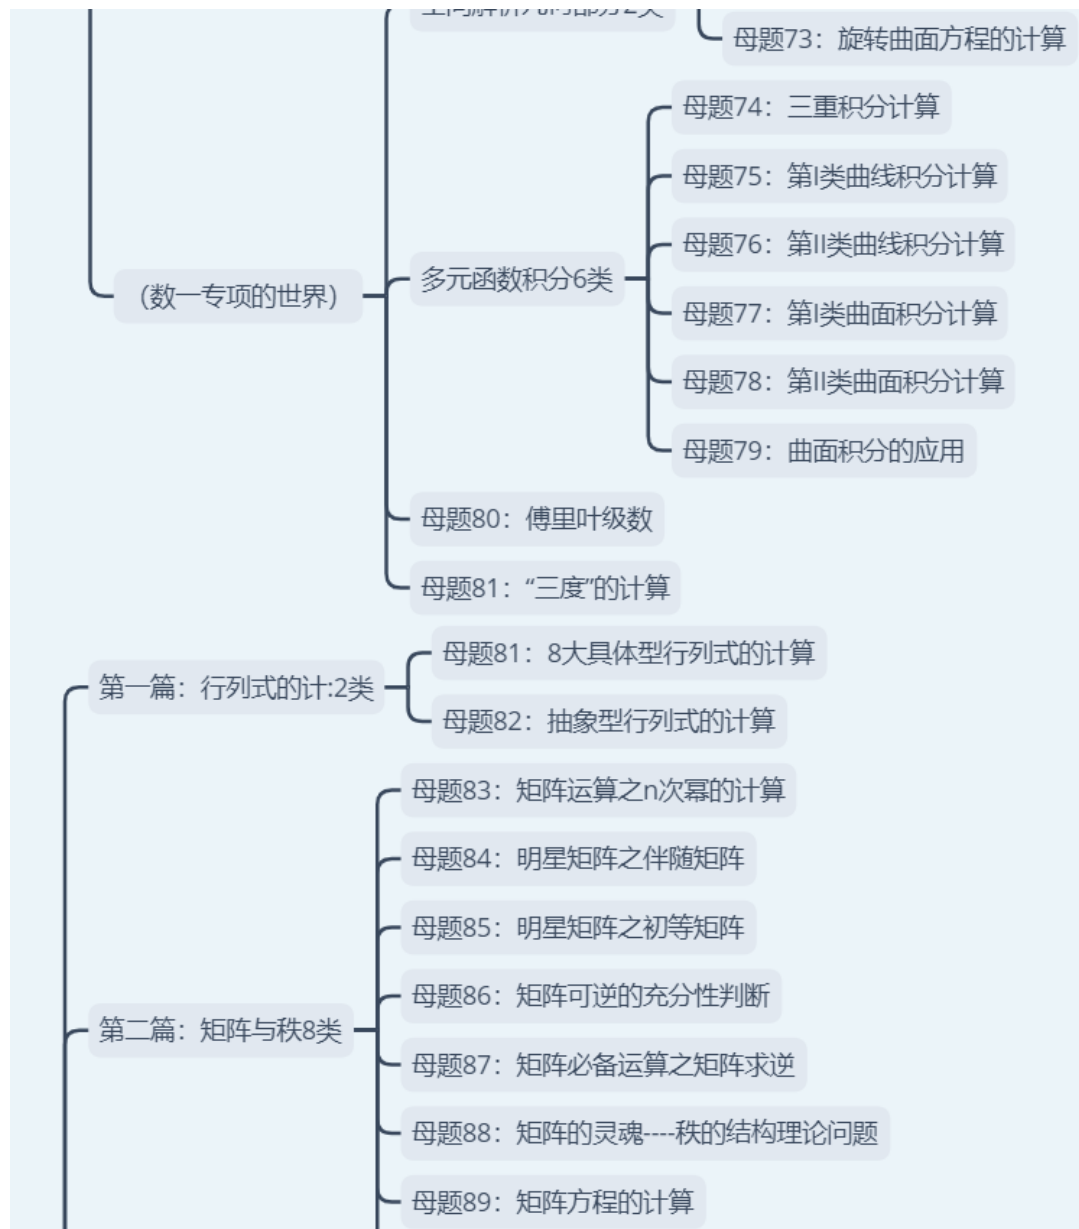 母题73：旋转曲面方程的计算
母题74：三重积分计算
母题75：第I类曲线积分计算
母题76：第II类曲线积分计算
（数一专项的世界）
多元函数积分6类
母题77：第I类曲面积分计算
母题78：第II类曲面积分计算
母题79：曲面积分的应用
母题80：傅里叶级数
母题81：“三度”的计算
第一篇：行列式的计:2类
母题81：8大具体型行列式的计算
母题82：抽象型行列式的计算
第二篇：矩阵与秩8类
母题83：矩阵运算之n次幂的计算
母题84：明星矩阵之伴随矩阵
母题85：明星矩阵之初等矩阵
母题86：矩阵可逆的充分性判断
母题87：矩阵必备运算之矩阵求逆
母题88：矩阵的灵魂----秩的结构理论问题
母题89：矩阵方程的计算